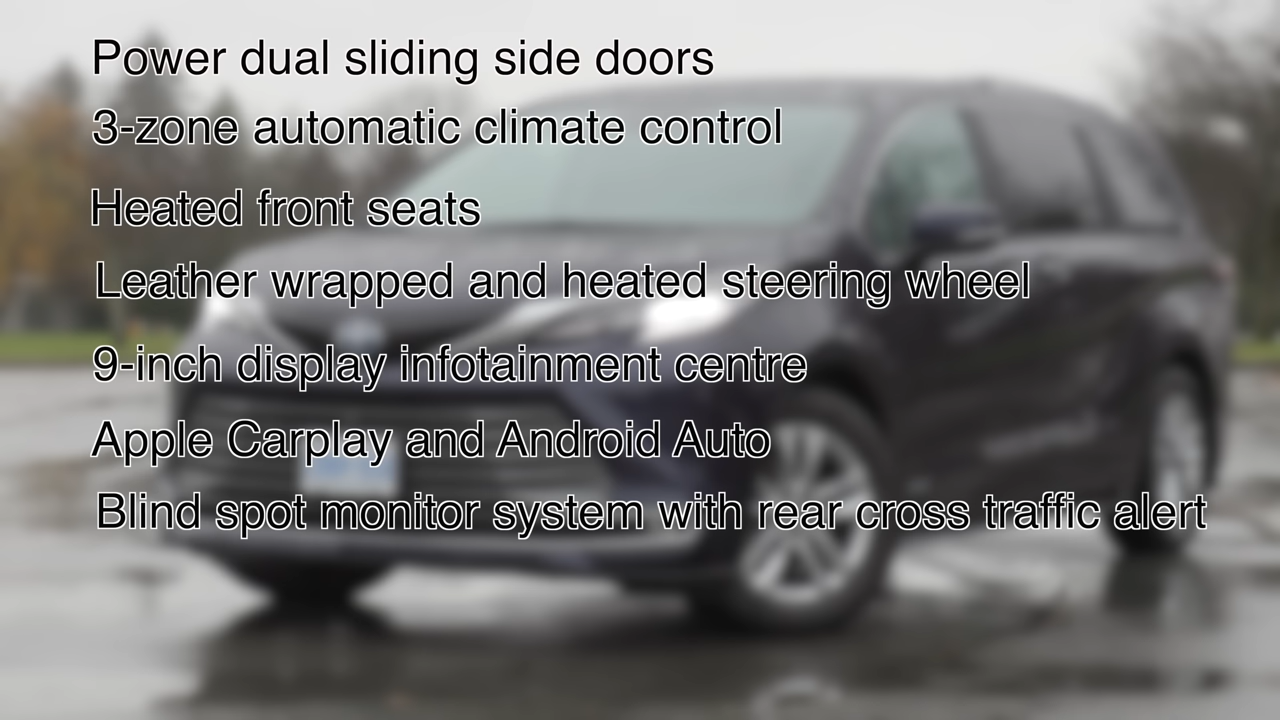 Power dual sliding side doors
3-zone automatic climate control
Heated front seats
Leather wrapped and heated steering wheel
9-inch display infotainment centre
Apple Carplay and Android Auto
Blind spot monitor system with rear cross traffic alert